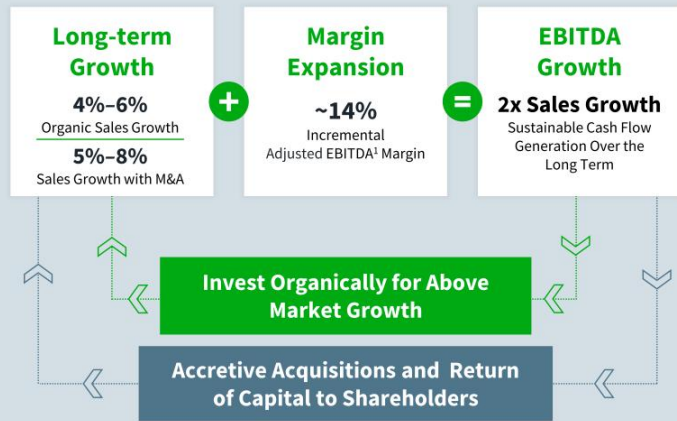 Long-term
Growth
4%–6%
Organic Sales Growth
5%–8%
Sales Growth with M&A
+
Margin
Expansion
~14%
Incremental
Adjusted EBITDA¹ Margin
=
EBITDA
Growth
2x Sales Growth
Sustainable Cash Flow
Generation Over the
Long Term
Invest Organically for Above
Market Growth
Accretive Acquisitions and Return
of Capital to Shareholders